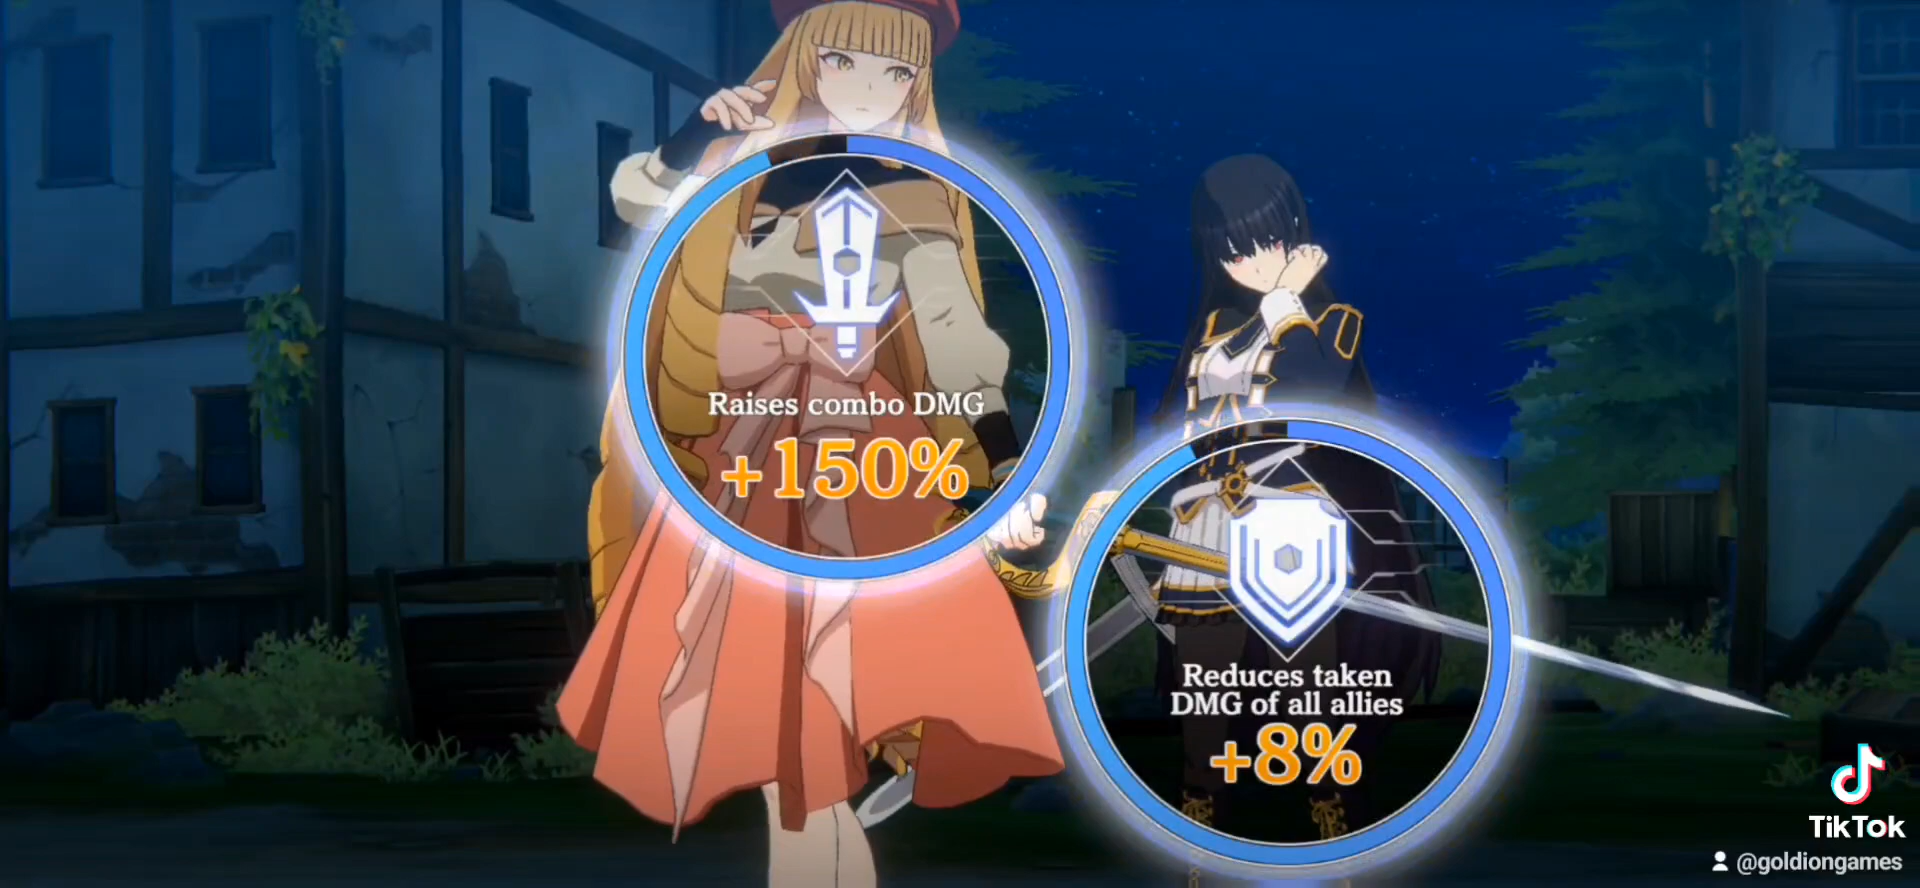 Raises combo DMG
+150%
Reduces taken
DMG of all allies
+8%
TikTok
@goldiongames